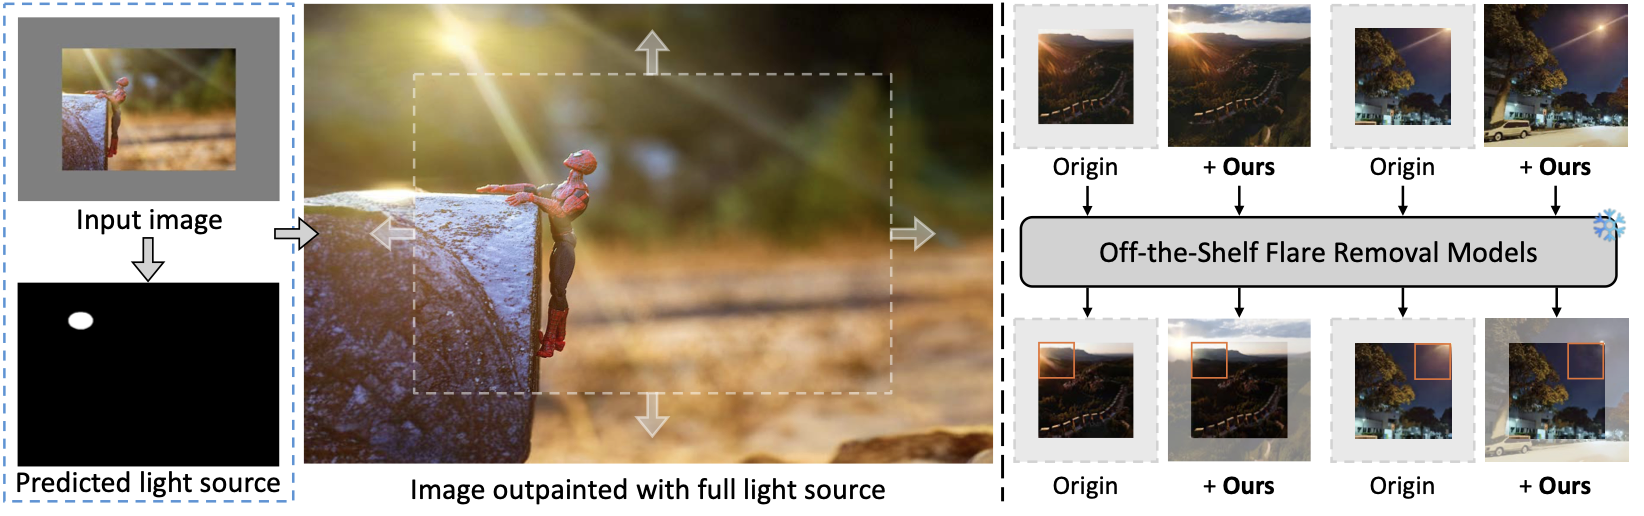 Input image
Predicted light source
Image outpainted with full light source
Origin
+ Ours
Origin
+ Ours
Off-the-Shelf Flare Removal Models
Origin
+ Ours
Origin
+ Ours